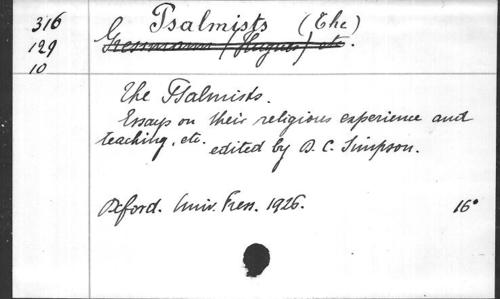 316
129
10
Psalmists (The)
Gressmann (Hugues) etc.
The Psalmists.
Essays on their religious experience and
teaching, etc. edited by D. C. Simpson.
Oxford. Univ. Press. 1926. 16°